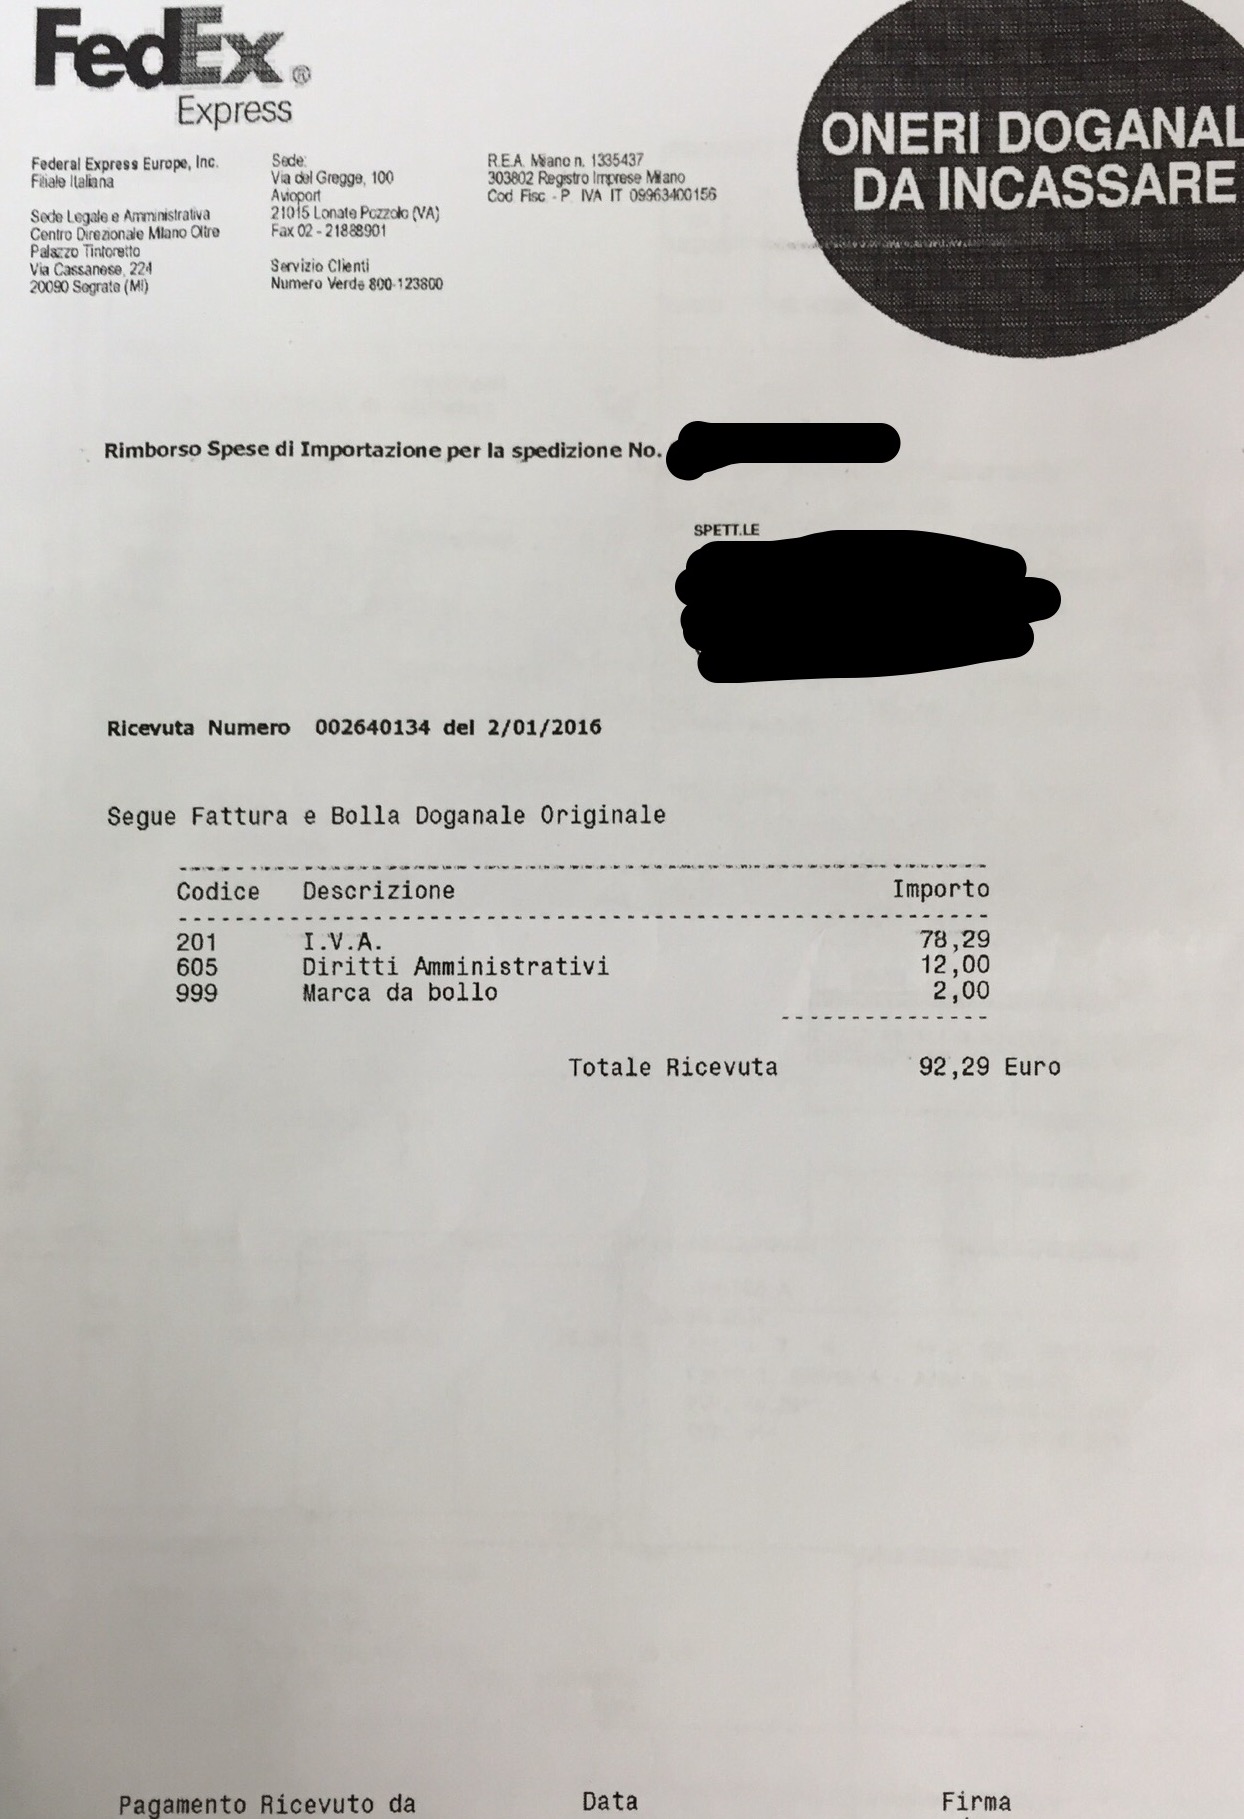 FedEx®
Express
ONERI DOGANAL
DA INCASSARE
Federal Express Europe, Inc.
Filiale Italiana
Sede Legale e Amministrativa
Centro Direzionale Milano Oltre
Palazzo Tintoretto
Via Cassanese, 224
20090 Segrate (MI)
Sede:
Via del Gregge, 100
Avioport
21015 Lonate Pozzolo (VA)
Fax 02 - 21888901
Servizio Clienti
Numero Verde 800-123800
R.E.A. Milano n. 1335437
303802 Registro Imprese Milano
Cod. Fisc. - P. IVA IT 09963400156
Rimborso Spese di Importazione per la spedizione No.
SPETT.LE
Ricevuta Numero 002640134 del 2/01/2016
Segue Fattura e Bolla Doganale Originale
Codice Descrizione Importo
201 I.V.A. 78,29
605 Diritti Amministrativi 12,00
999 Marca da bollo 2,00
Totale Ricevuta 92,29 Euro
Pagamento Ricevuto da Data Firma